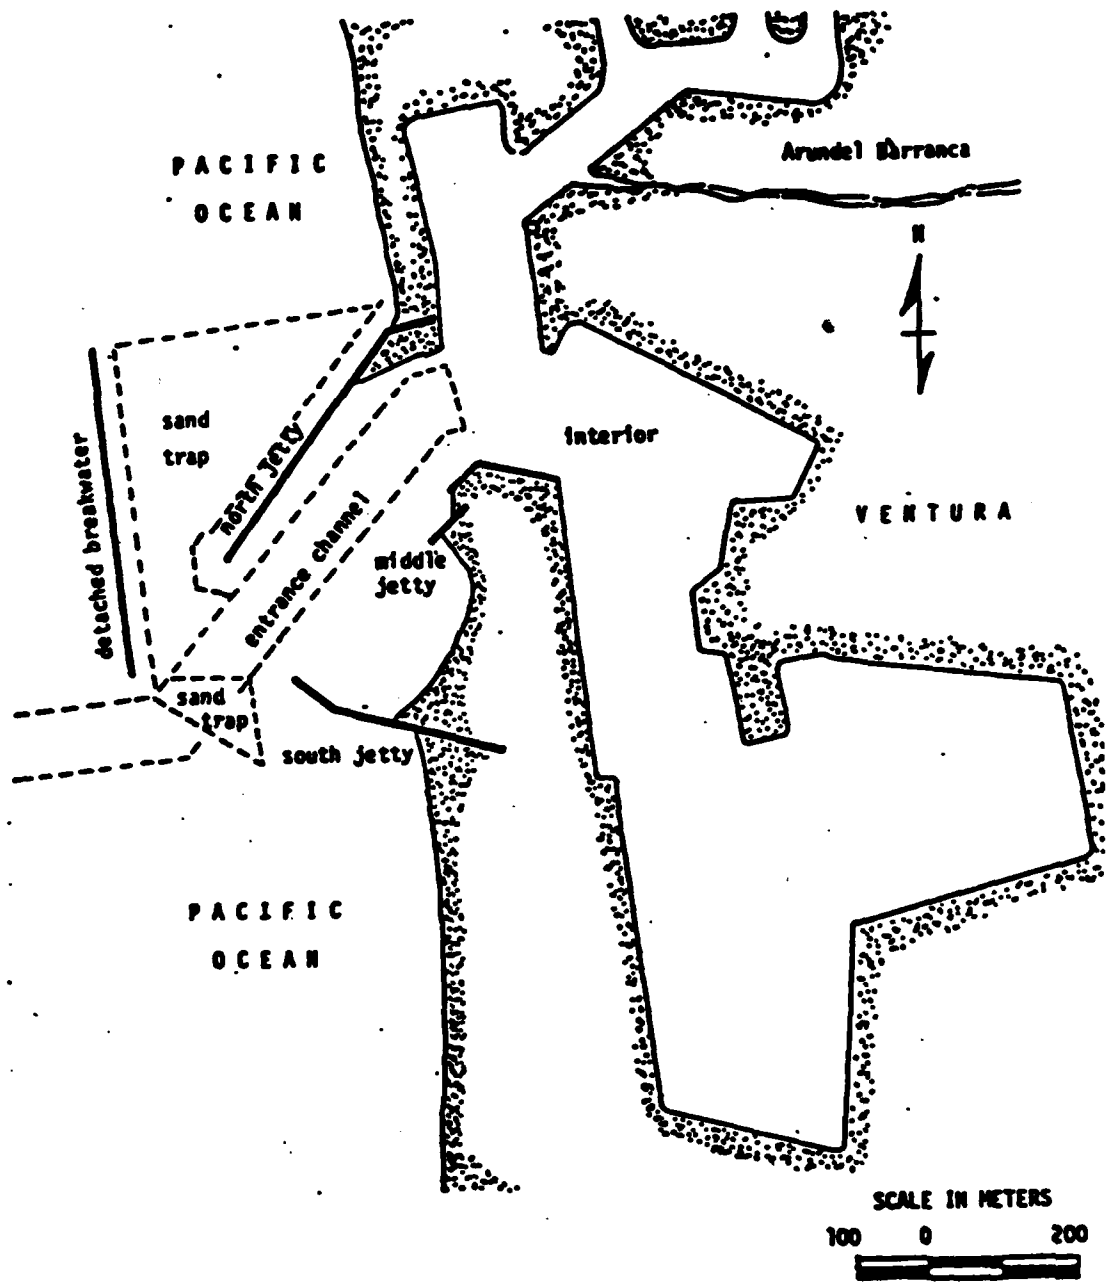 Arundel Barranca
PACIFIC
OCEAN
N
sand
trap
north jetty
interior
detached breakwater
VENTURA
entrance channel
middle
jetty
sand
trap
south jetty
PACIFIC
OCEAN
SCALE IN METERS
100 0 200